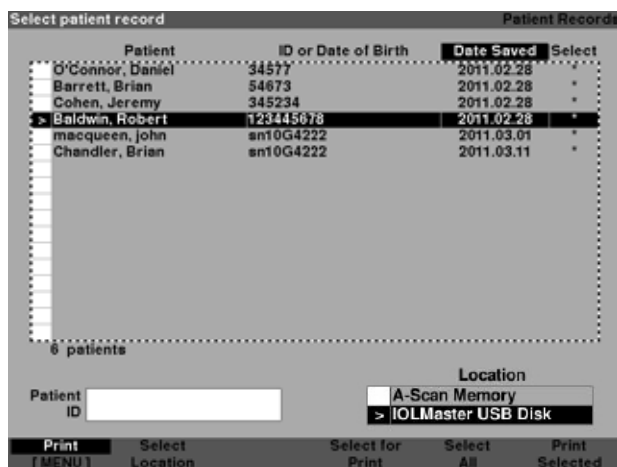 Select patient record Patient Records
Patient ID or Date of Birth Date Saved Select
O'Connor, Daniel 34577 2011.02.28 *
Barrett, Brian 54673 2011.02.28 *
Cohen, Jeremy 345234 2011.02.28 *
> Baldwin, Robert 123445678 2011.02.28 *
macqueen, john sn10G4222 2011.03.01 *
Chandler, Brian sn10G4222 2011.03.11 *
6 patients
Location
A-Scan Memory
> IOLMaster USB Disk
Patient
ID
Print Select Select for Select Print
[MENU] Location Print All Selected